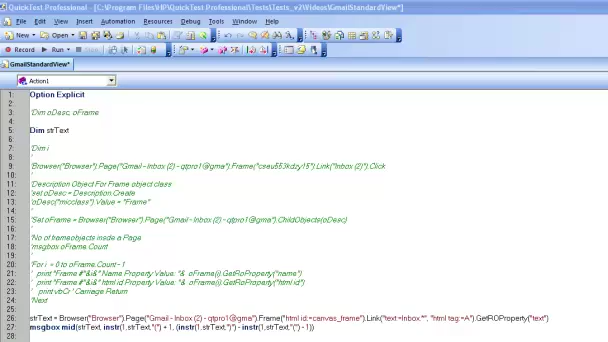 QuickTest Professional - [C:\Program Files\HP\QuickTest Professional\Tests\Tests_v2\Videos\GmailStandardView*]
File Edit View Insert Automation Resources Debug Tools Window Help
New Open
Record Run Stop
GmailStandardView*
Action1
1: Option Explicit
2:
3: 'Dim oDesc, oFrame
4:
5: Dim strText
6:
7: 'Dim i
8: '
9: 'Browser("Browser").Page("Gmail - Inbox (2) - qtpro1@gma").Frame("cseu553kdzy15").Link("Inbox (2)").Click
10: '
11: 'Description Object For Frame object class
12: 'set oDesc = Description.Create
13: 'oDesc("micclass").Value = "Frame"
14: '
15: 'Set oFrame = Browser("Browser").Page("Gmail - Inbox (2) - qtpro1@gma").ChildObjects(oDesc)
16: '
17: 'No of frameobjects inside a Page
18: 'msgbox oFrame.Count
19: '
20: 'For i = 0 to oFrame.Count - 1
21: ' print "Frame #"&i&" Name Property Value: "& oFrame(i).GetRoProperty("name")
22: ' print "Frame #"&i&" html id Property Value: "& oFrame(i).GetRoProperty("html id")
23: ' print vbCr ' Carriage Return
24: 'Next
25:
26: strText = Browser("Browser").Page("Gmail - Inbox (2) - qtpro1@gma").Frame("html id:=canvas_frame").Link("text:=Inbox.*", "html tag:=A").GetROProperty("text")
27: msgbox mid(strText, instr(1,strText,"(") + 1, (instr(1,strText,")") - instr(1,strText,"(") - 1))
28: